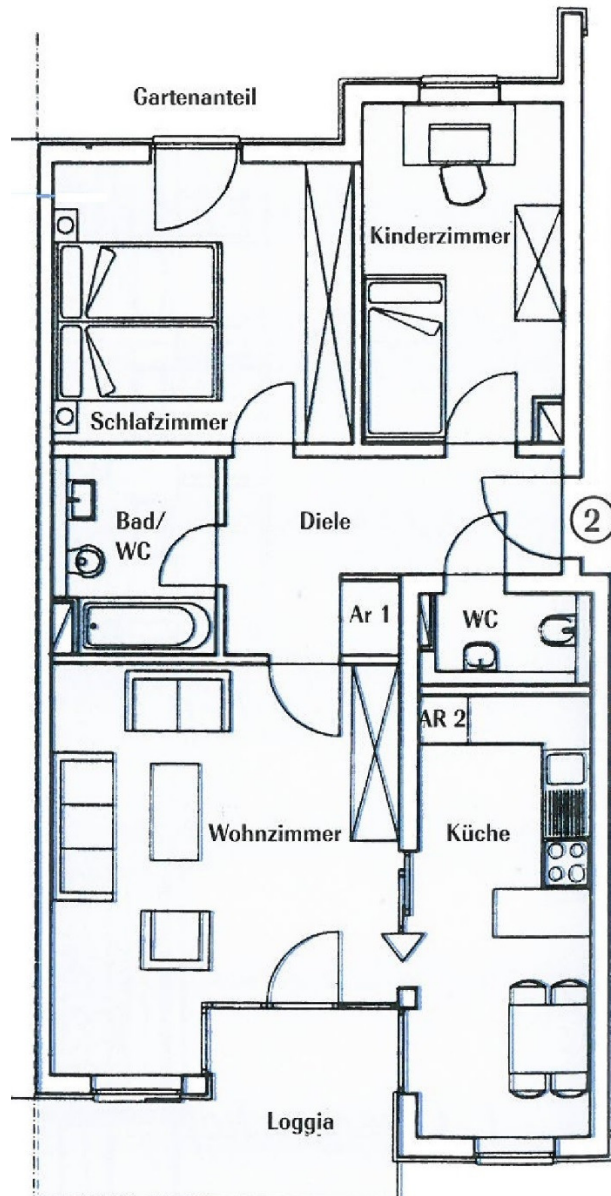 Gartenanteil
Kinderzimmer
Schlafzimmer
Bad/
WC
Diele
2
Ar 1
WC
AR 2
Wohnzimmer
Küche
Loggia